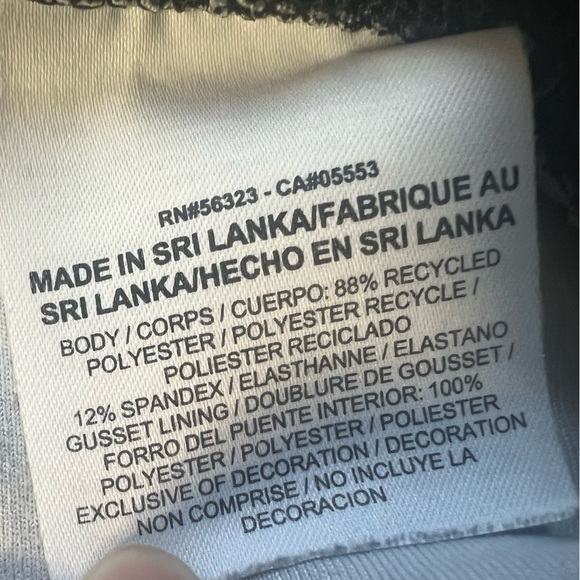 RN#56323 - CA#05553
MADE IN SRI LANKA/FABRIQUE AU
SRI LANKA/HECHO EN SRI LANKA
BODY / CORPS / CUERPO: 88% RECYCLED
POLYESTER / POLYESTER RECYCLE /
POLIESTER RECICLADO
12% SPANDEX / ELASTHANNE / ELASTANO
GUSSET LINING / DOUBLURE DE GOUSSET /
FORRO DEL PUENTE INTERIOR: 100%
POLYESTER / POLYESTER / POLIESTER
EXCLUSIVE OF DECORATION / DECORATION
NON COMPRISE / NO INCLUYE LA
DECORACION